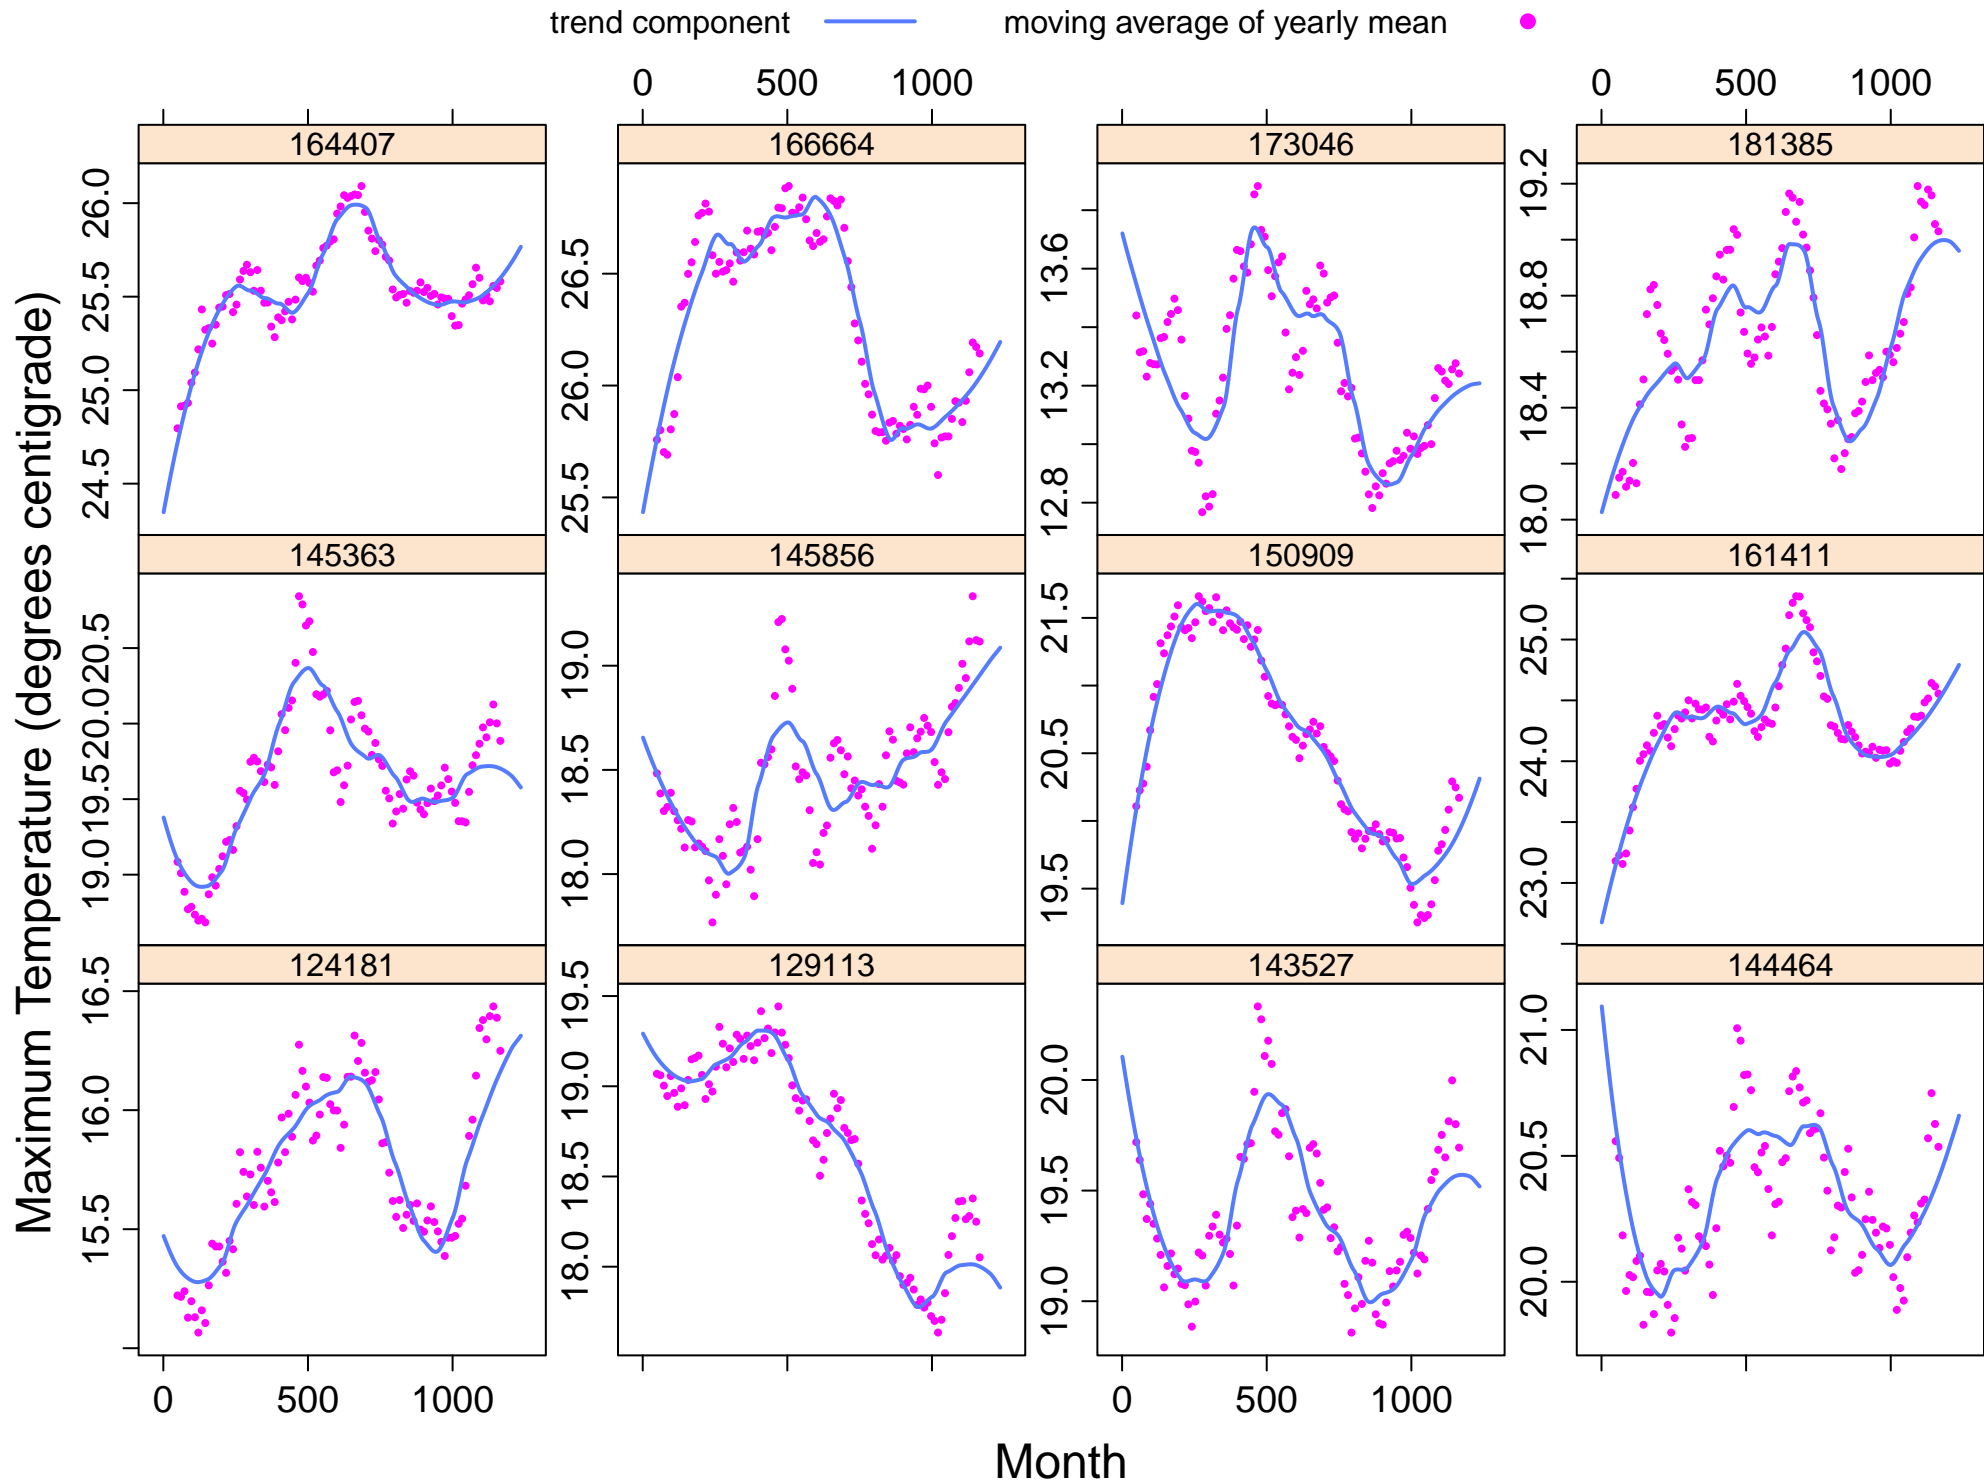 trend component moving average of yearly mean
0 500 1000 0 500 1000
164407 166664 173046 181385
24.5 25.0 25.5 26.0
25.5 26.0 26.5
12.8 13.2 13.6
18.0 18.4 18.8 19.2
145363 145856 150909 161411
19.0 19.5 20.0 20.5
18.0 18.5 19.0
19.5 20.5 21.5
23.0 24.0 25.0
124181 129113 143527 144464
15.5 16.0 16.5
18.0 18.5 19.0 19.5
19.0 19.5 20.0
20.0 20.5 21.0
0 500 1000 0 500 1000
Maximum Temperature (degrees centigrade)
Month